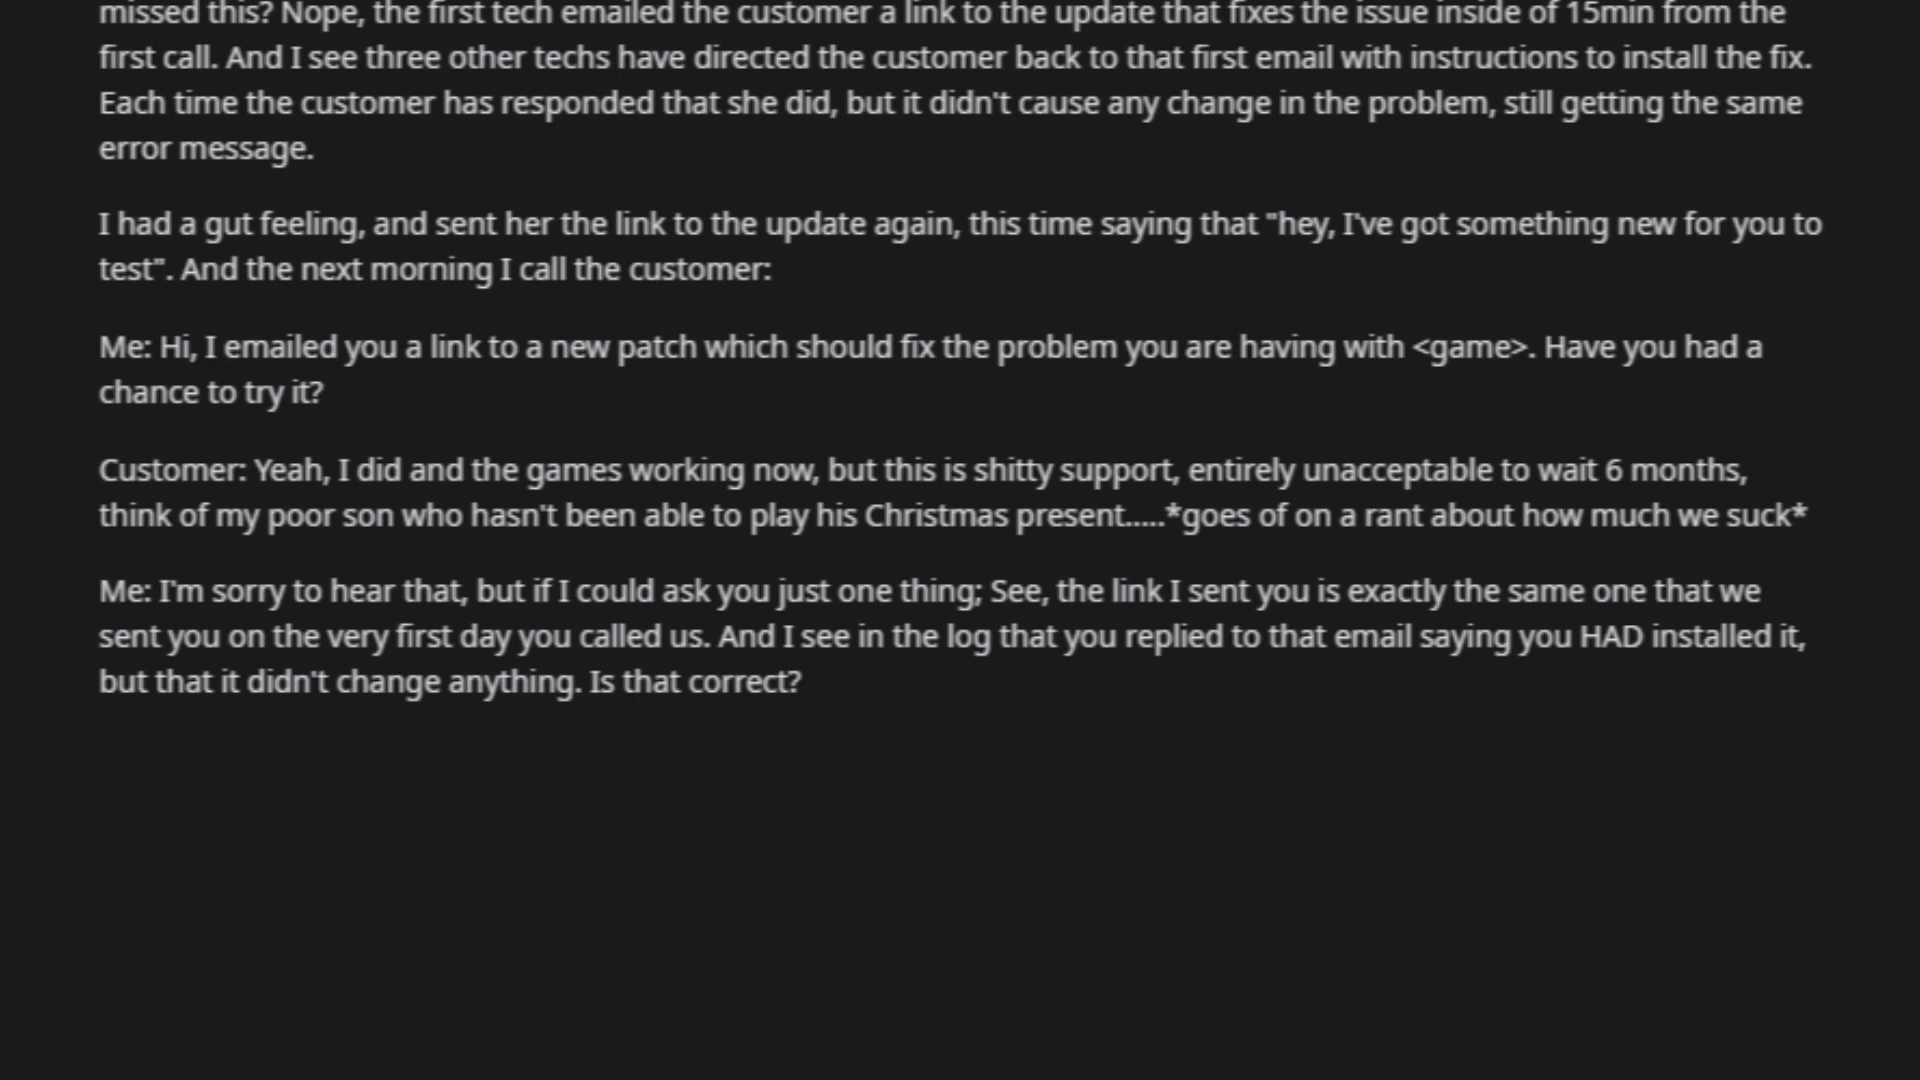 missed this? Nope, the first tech emailed the customer a link to the update that fixes the issue inside of 15min from the
first call. And I see three other techs have directed the customer back to that first email with instructions to install the fix.
Each time the customer has responded that she did, but it didn't cause any change in the problem, still getting the same
error message.
I had a gut feeling, and sent her the link to the update again, this time saying that "hey, I've got something new for you to
test". And the next morning I call the customer:
Me: Hi, I emailed you a link to a new patch which should fix the problem you are having with <game>. Have you had a
chance to try it?
Customer: Yeah, I did and the games working now, but this is shitty support, entirely unacceptable to wait 6 months,
think of my poor son who hasn't been able to play his Christmas present.....*goes of on a rant about how much we suck*
Me: I'm sorry to hear that, but if I could ask you just one thing; See, the link I sent you is exactly the same one that we
sent you on the very first day you called us. And I see in the log that you replied to that email saying you HAD installed it,
but that it didn't change anything. Is that correct?